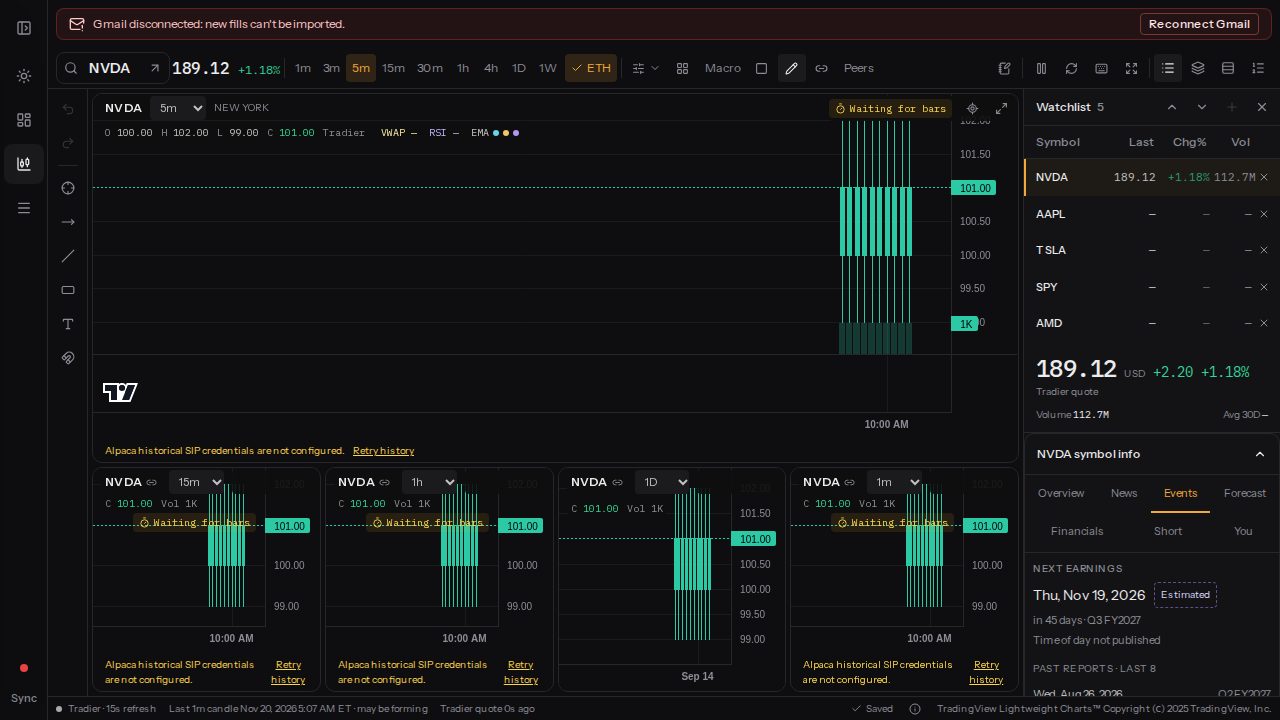 Gmail disconnected: new fills can't be imported.
Reconnect Gmail
NVDA
189.12 +1.18%
1m 3m 5m 15m 30m 1h 4h 1D 1W
ETH
Macro
Peers
NVDA 5m NEW YORK
Waiting for bars
O 100.00 H 102.00 L 99.00 C 101.00 Tradier VWAP — RSI — EMA
102.00
101.50
101.00
100.50
100.00
99.50
1K
10:00 AM
Alpaca historical SIP credentials are not configured. Retry history
NVDA 15m
102.00
C 101.00 Vol 1K
Waiting for bars
101.00
100.00
99.00
10:00 AM
Alpaca historical SIP credentials are not configured.
Retry history
NVDA 1h
102.00
C 101.00 Vol 1K
Waiting for bars
101.00
100.00
99.00
10:00 AM
Alpaca historical SIP credentials are not configured.
Retry history
NVDA 1D
102.00
C 101.00 Vol 1K
101.50
101.00
100.50
100.00
99.50
99.00
Sep 14
NVDA 1m
102.00
C 101.00 Vol 1K
Waiting for bars
101.00
100.00
99.00
10:00 AM
Alpaca historical SIP credentials are not configured.
Retry history
Watchlist 5
Symbol Last Chg% Vol
NVDA 189.12 +1.18% 112.7M
AAPL — — —
TSLA — — —
SPY — — —
AMD — — —
189.12 USD +2.20 +1.18%
Tradier quote
Volume 112.7M Avg 30D —
NVDA symbol info
Overview News Events Forecast
Financials Short You
NEXT EARNINGS
Thu, Nov 19, 2026 Estimated
in 45 days · Q3 FY2027
Time of day not published
PAST REPORTS · LAST 8
Wed, Aug 26, 2026 Q2 FY2027
Sync
Tradier · 15s refresh Last 1m candle Nov 20, 2026 5:07 AM ET · may be forming Tradier quote 0s ago
Saved
TradingView Lightweight Charts™ Copyright (c) 2025 TradingView, Inc.